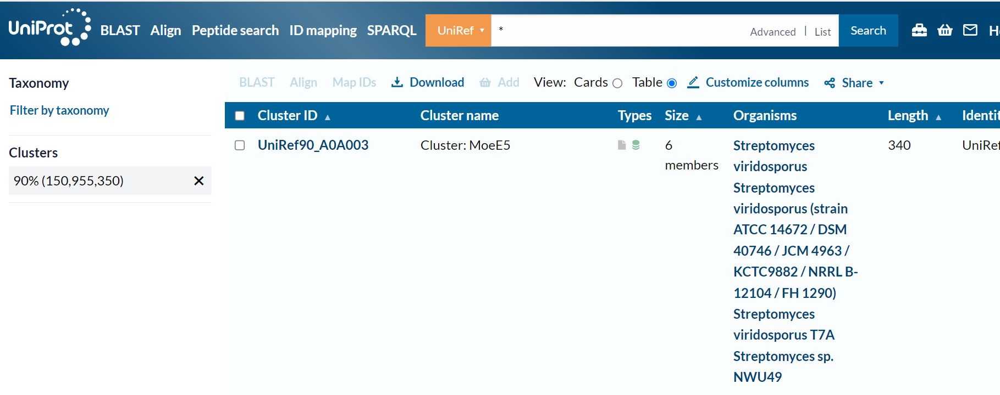 UniProt BLAST Align Peptide search ID mapping SPARQL UniRef * Advanced | List Search
Taxonomy
Filter by taxonomy
Clusters
90% (150,955,350)
BLAST Align Map IDs Download Add View: Cards Table Customize columns Share
Cluster ID Cluster name Types Size Organisms Length
UniRef90_A0A003 Cluster: MoeE5 6 members Streptomyces 340 UniRef
viridosporus
Streptomyces
viridosporus (strain
ATCC 14672 / DSM
40746 / JCM 4963 /
KCTC9882 / NRRL B-
12104 / FH 1290)
Streptomyces
viridosporus T7A
Streptomyces sp.
NWU49